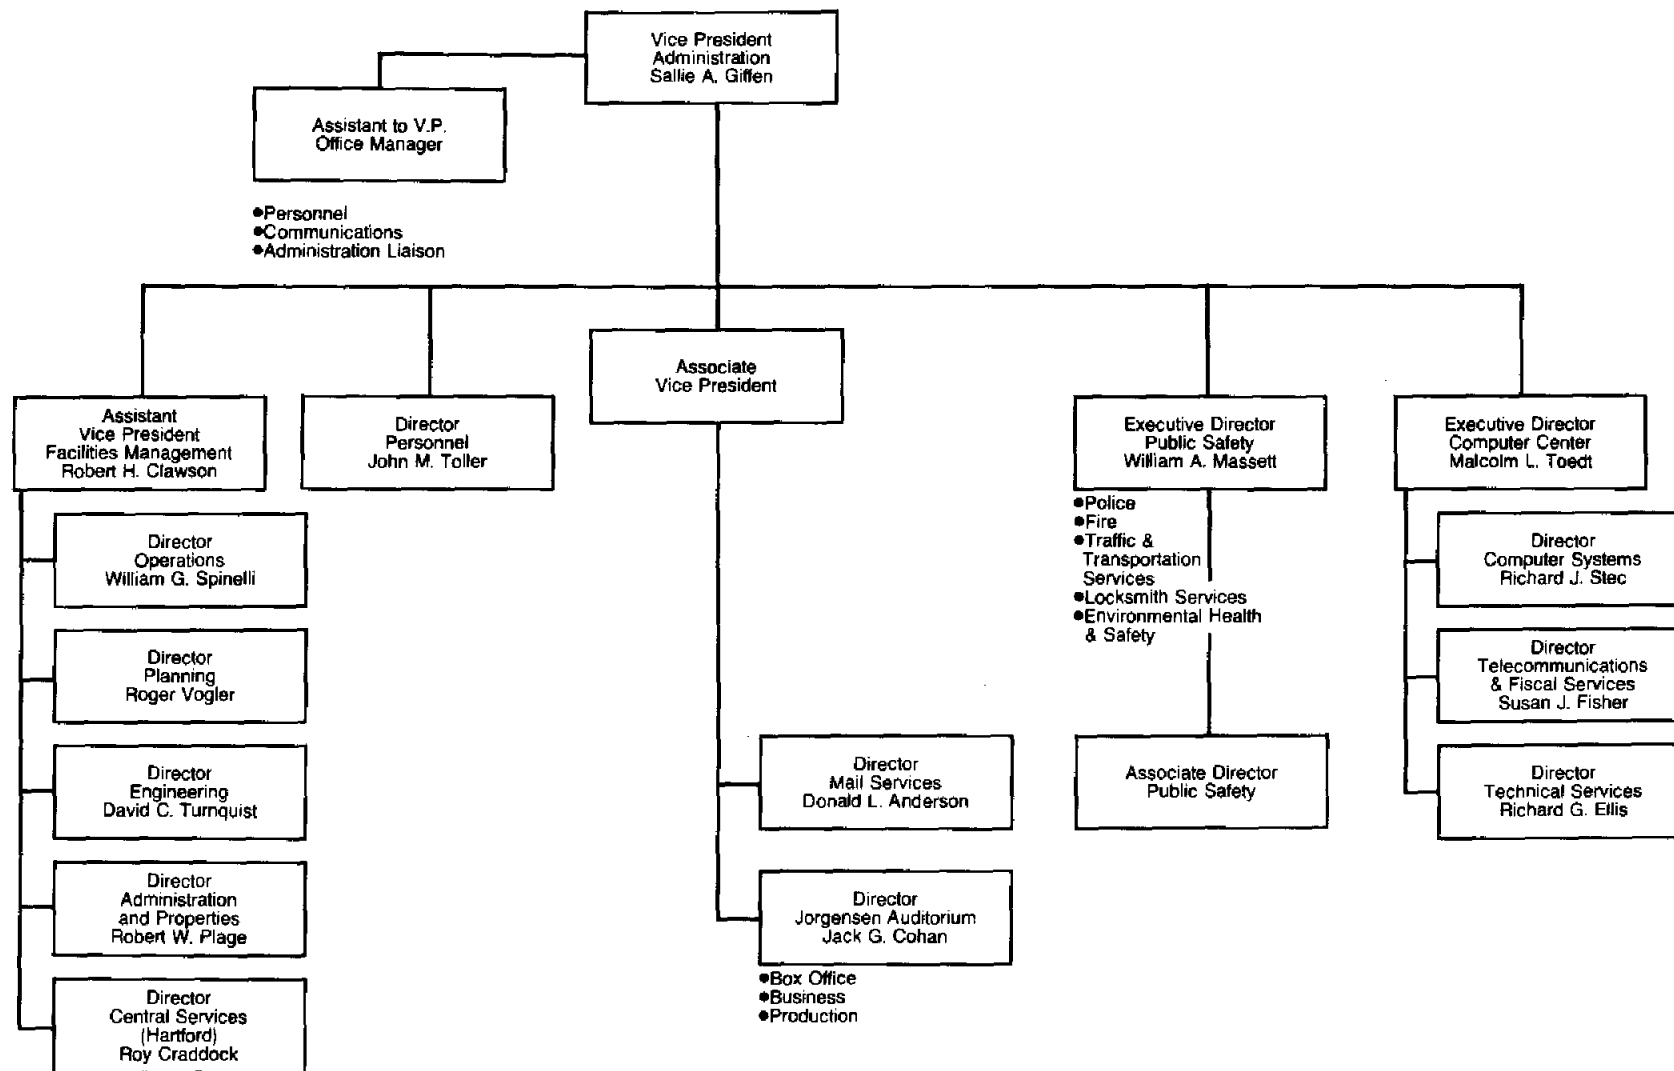 Vice President
Administration
Sallie A. Giffen
Assistant to V.P.
Office Manager
●Personnel
●Communications
●Administration Liaison
Associate
Vice President
Assistant
Vice President
Facilities Management
Robert H. Clawson
Director
Personnel
John M. Toller
Executive Director
Public Safety
William A. Massett
Executive Director
Computer Center
Malcolm L. Toedt
●Police
●Fire
●Traffic &
Transportation
Services
●Locksmith Services
●Environmental Health
& Safety
Director
Operations
William G. Spinelli
Director
Planning
Roger Vogler
Director
Engineering
David C. Turnquist
Director
Administration
and Properties
Robert W. Plage
Director
Central Services
(Hartford)
Roy Craddock
Director
Mail Services
Donald L. Anderson
Director
Jorgensen Auditorium
Jack G. Cohan
●Box Office
●Business
●Production
Associate Director
Public Safety
Director
Computer Systems
Richard J. Stec
Director
Telecommunications
& Fiscal Services
Susan J. Fisher
Director
Technical Services
Richard G. Ellis